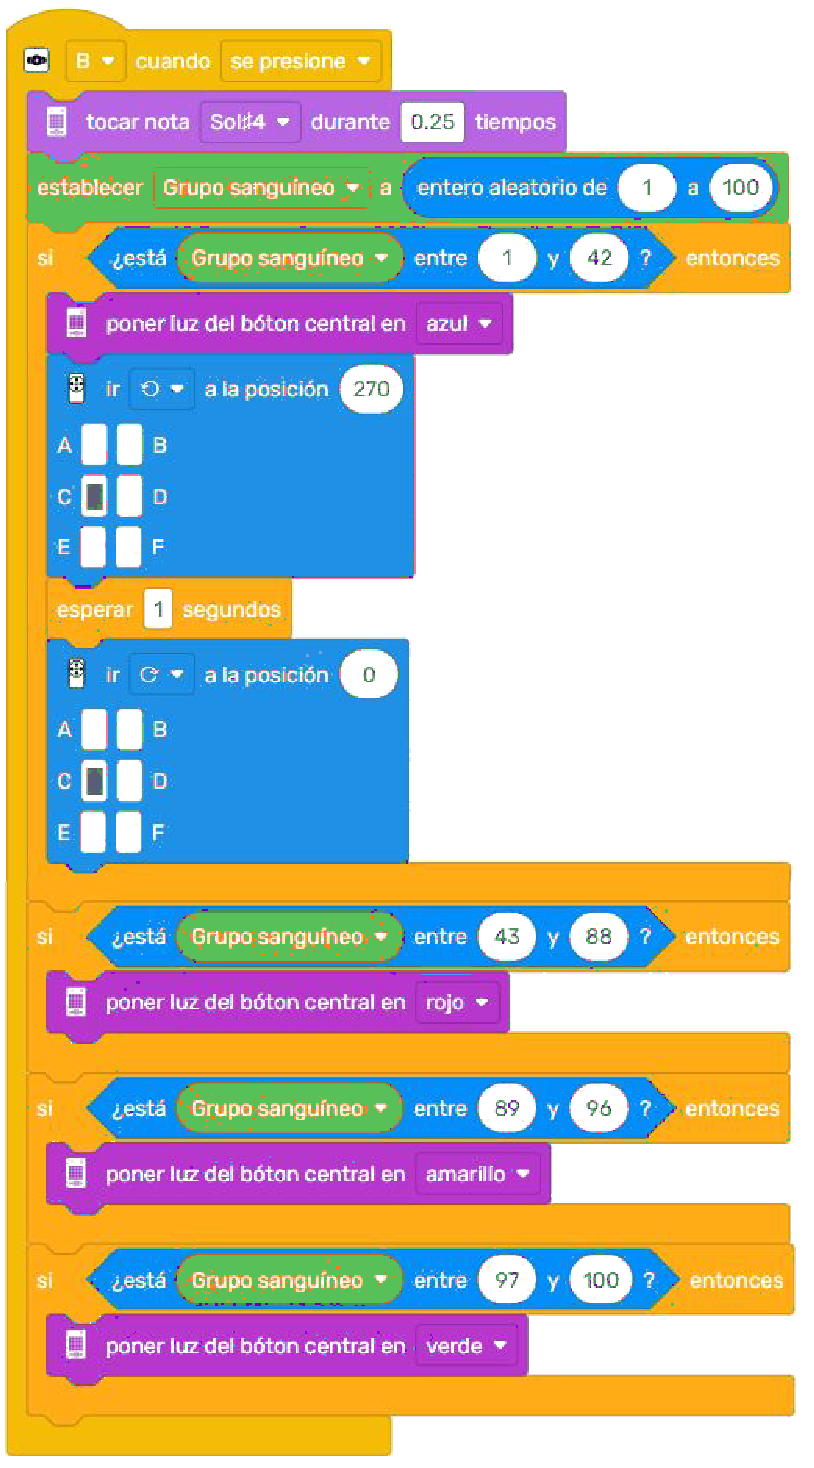 B cuando se presione
tocar nota Sol♯4 durante 0.25 tiempos
establecer Grupo sanguíneo a entero aleatorio de 1 a 100
si ¿está Grupo sanguíneo entre 1 y 42 ? entonces
poner luz del bóton central en azul
ir a la posición 270
A B
C D
E F
esperar 1 segundos
ir a la posición 0
A B
C D
E F
si ¿está Grupo sanguíneo entre 43 y 88 ? entonces
poner luz del bóton central en rojo
si ¿está Grupo sanguíneo entre 89 y 96 ? entonces
poner luz del bóton central en amarillo
si ¿está Grupo sanguíneo entre 97 y 100 ? entonces
poner luz del bóton central en verde